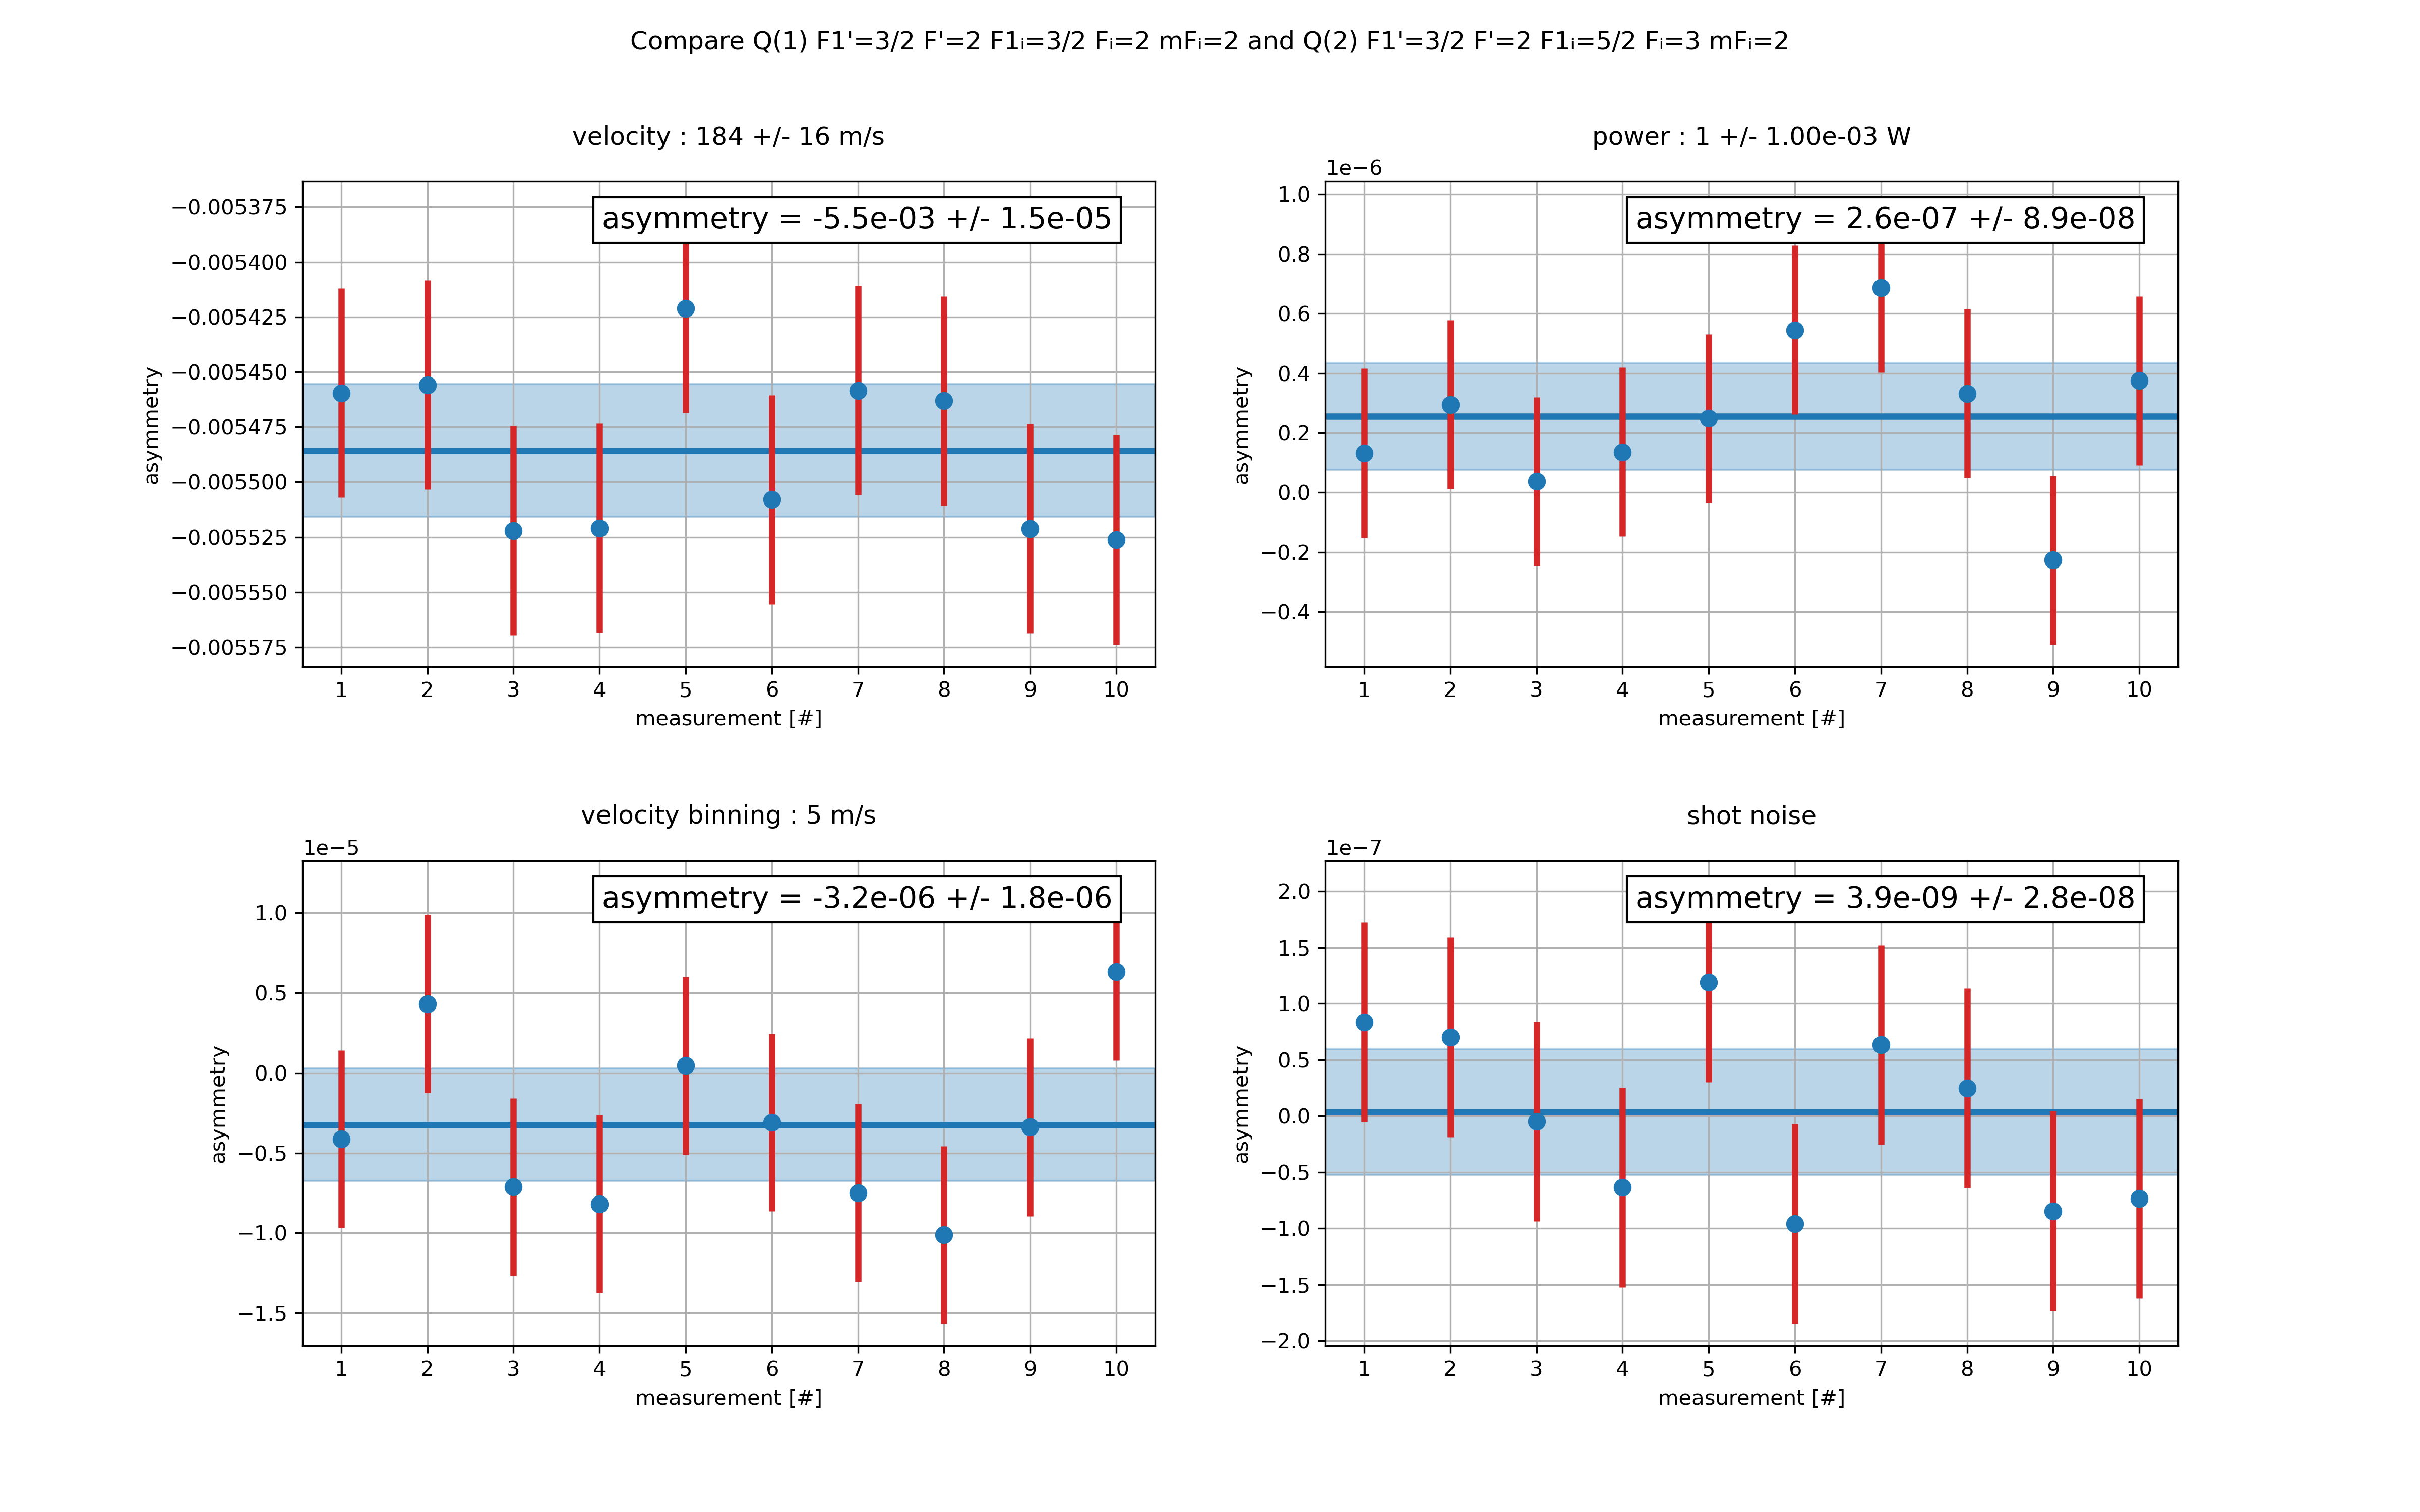 Compare Q(1) F1'=3/2 F'=2 F1ᵢ=3/2 Fᵢ=2 mFᵢ=2 and Q(2) F1'=3/2 F'=2 F1ᵢ=5/2 Fᵢ=3 mFᵢ=2
velocity : 184 +/- 16 m/s
asymmetry = -5.5e-03 +/- 1.5e-05
−0.005375
−0.005400
−0.005425
−0.005450
−0.005475
−0.005500
−0.005525
−0.005550
−0.005575
asymmetry
1 2 3 4 5 6 7 8 9 10
measurement [#]
power : 1 +/- 1.00e-03 W
1e−6
asymmetry = 2.6e-07 +/- 8.9e-08
1.0
0.8
0.6
0.4
0.2
0.0
−0.2
−0.4
asymmetry
1 2 3 4 5 6 7 8 9 10
measurement [#]
velocity binning : 5 m/s
1e−5
asymmetry = -3.2e-06 +/- 1.8e-06
1.0
0.5
0.0
−0.5
−1.0
−1.5
asymmetry
1 2 3 4 5 6 7 8 9 10
measurement [#]
shot noise
1e−7
asymmetry = 3.9e-09 +/- 2.8e-08
2.0
1.5
1.0
0.5
0.0
−0.5
−1.0
−1.5
−2.0
asymmetry
1 2 3 4 5 6 7 8 9 10
measurement [#]